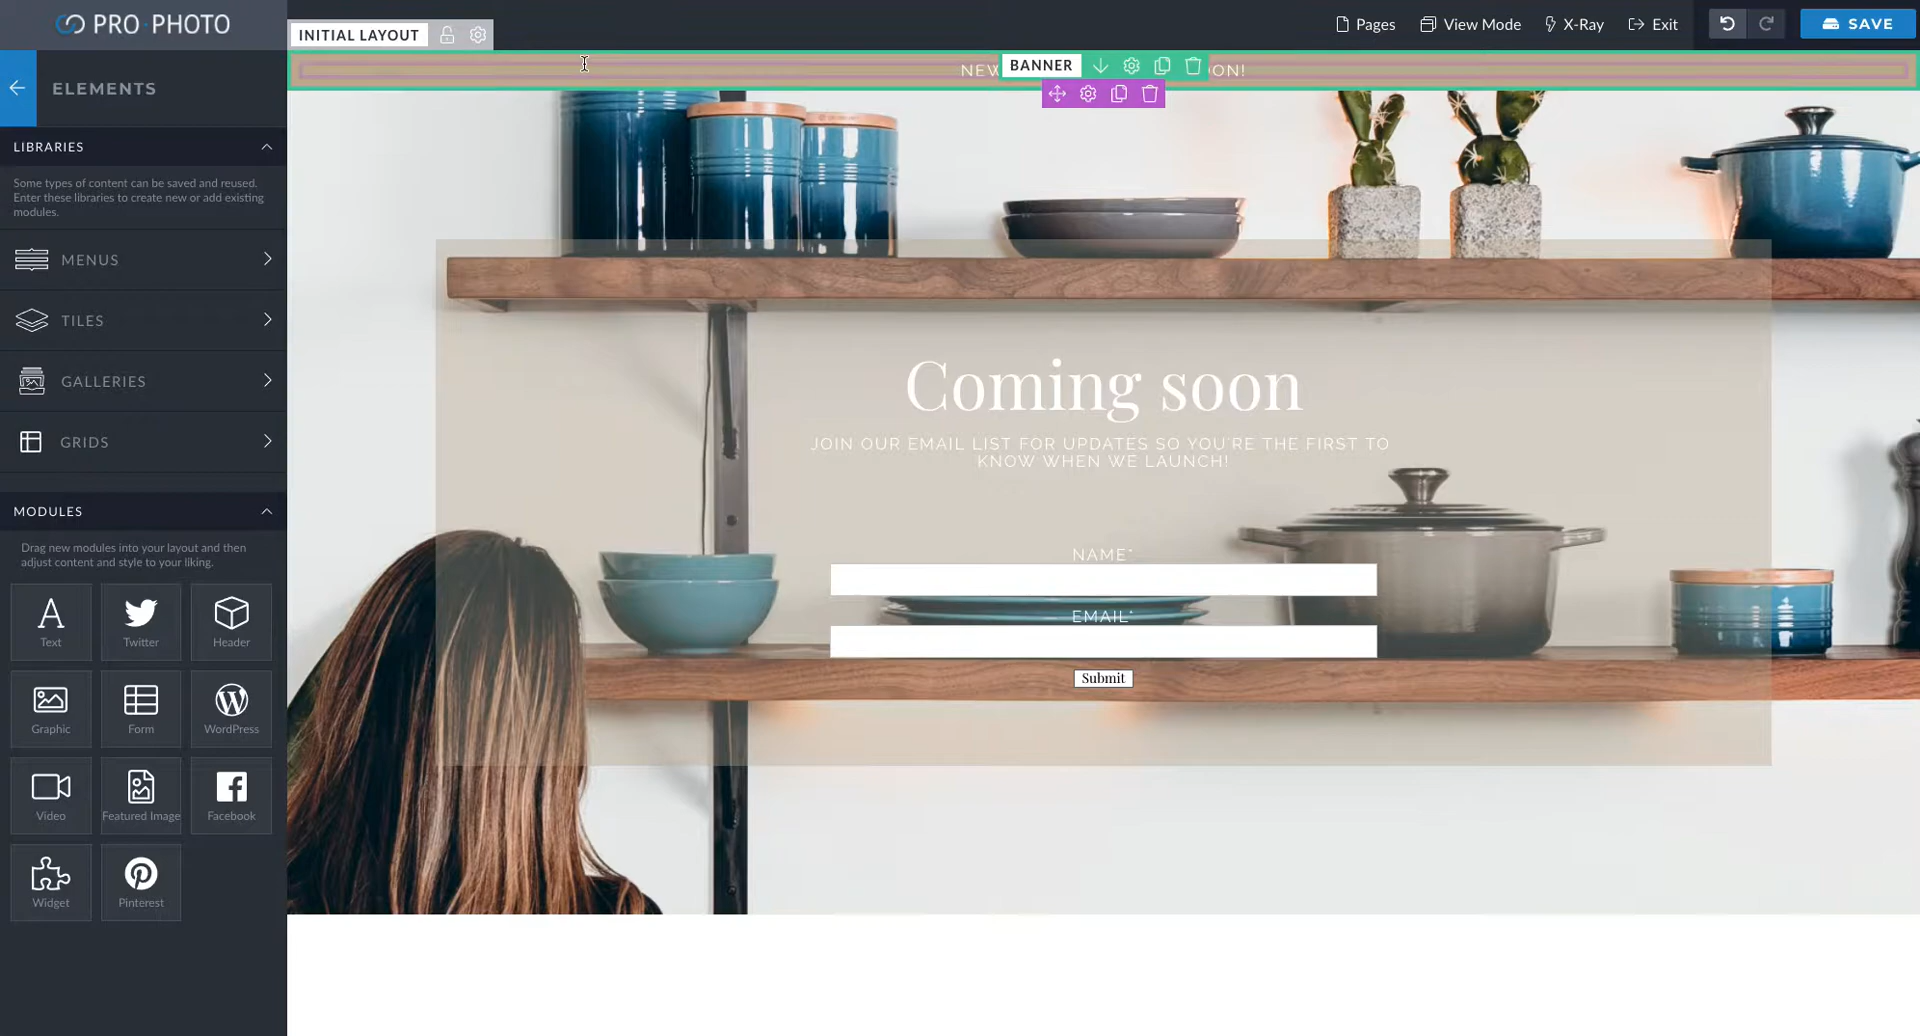 PRO·PHOTO
INITIAL LAYOUT
Pages
View Mode
X-Ray
Exit
SAVE
ELEMENTS
BANNER
LIBRARIES
Some types of content can be saved and reused.
Enter these libraries to create new or add existing
modules.
MENUS
TILES
GALLERIES
GRIDS
MODULES
Drag new modules into your layout and then
adjust content and style to your liking.
Text
Twitter
Header
Graphic
Form
WordPress
Video
Featured Image
Facebook
Widget
Pinterest
Coming soon
JOIN OUR EMAIL LIST FOR UPDATES SO YOU'RE THE FIRST TO
KNOW WHEN WE LAUNCH!
NAME*
EMAIL*
Submit